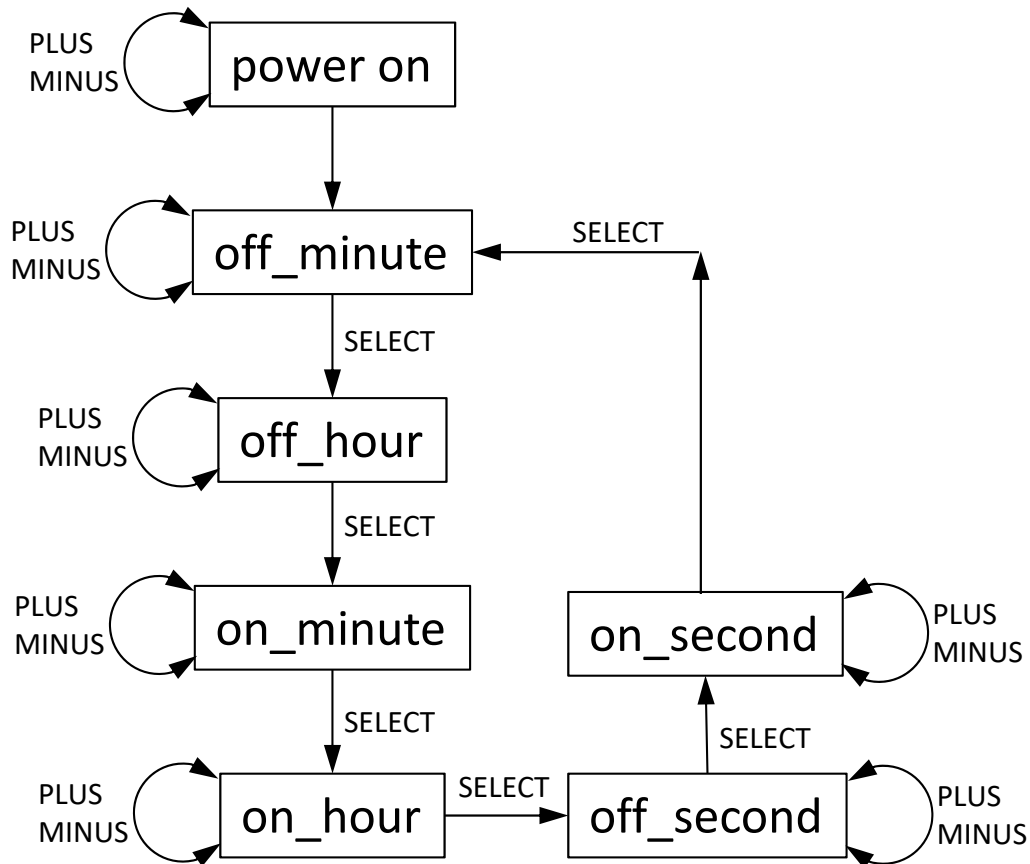 PLUS
MINUS
power on
PLUS
MINUS
off_minute
SELECT
SELECT
PLUS
MINUS
off_hour
SELECT
PLUS
MINUS
on_minute
on_second
PLUS
MINUS
SELECT
SELECT
PLUS
MINUS
on_hour
SELECT
off_second
PLUS
MINUS